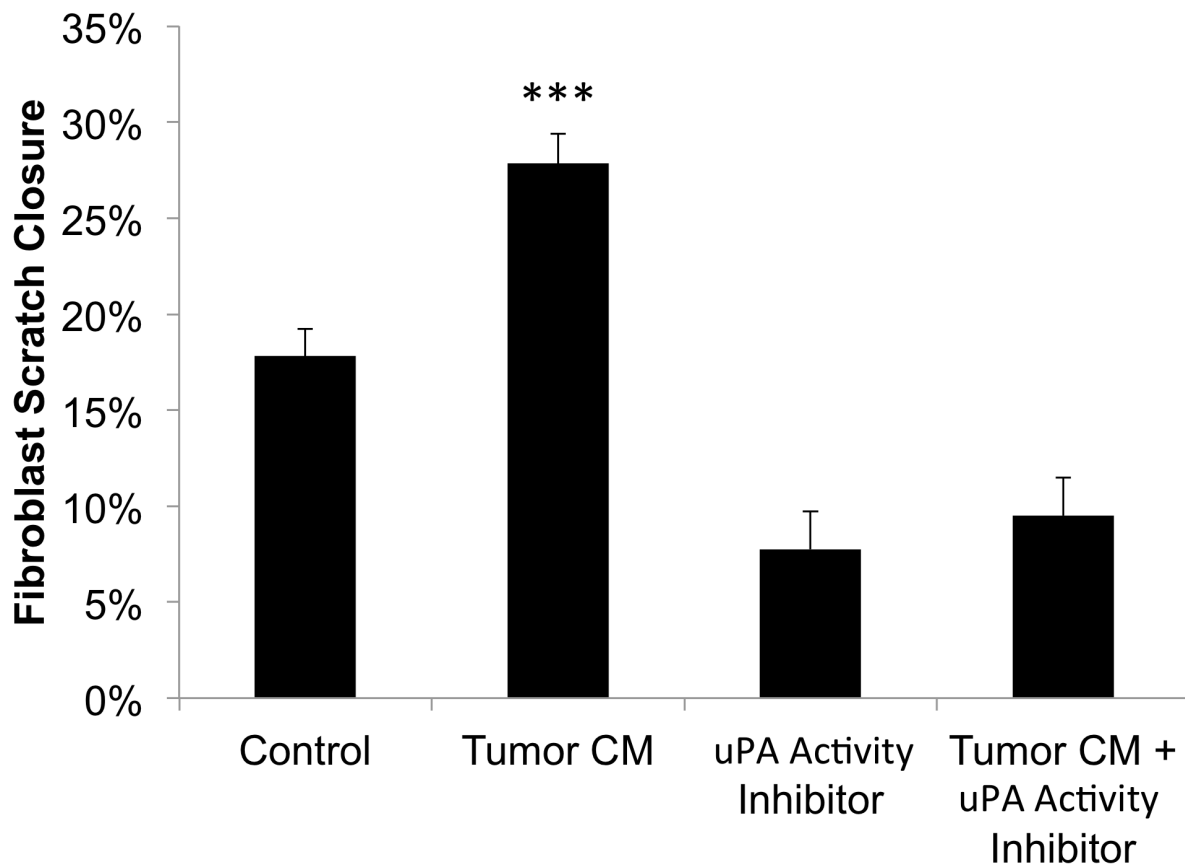 Fibroblast Scratch Closure
35%
30%
25%
20%
15%
10%
5%
0%
***
Control
Tumor CM
uPA Activity
Inhibitor
Tumor CM +
uPA Activity
Inhibitor